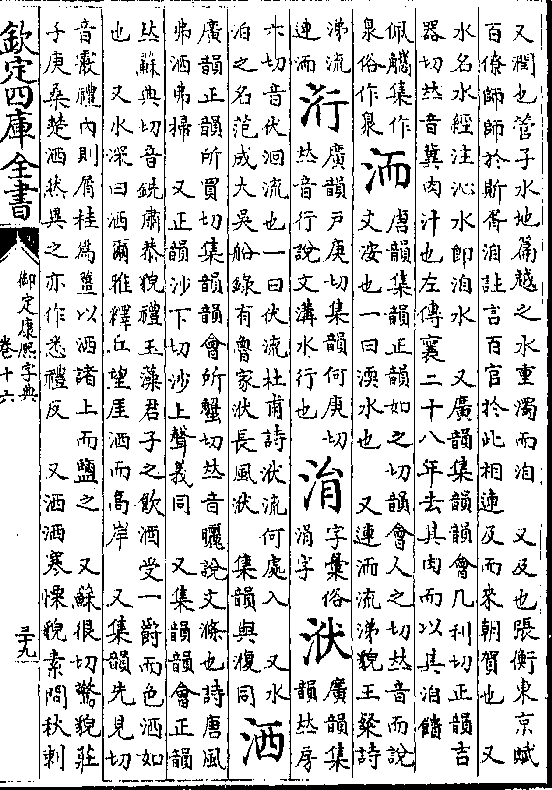 又潤也管子水地篇越之水重濁而洎　又及也張衡東京賦
百僚師師於斯胥洎註言百官於此相連及而來朝賀也　又
水名水經注沁水即洎水　又廣韻集韻韻會几利切正韻吉
器切𠀤音冀肉汁也左傳襄二十八年去其肉而以其洎饋
佩觿集作
泉俗作
洏
唐韻集韻正韻如之切韻會人之切𠀤音而說
文洝也一曰渜水也　又連洏流涕貌王粲詩
涕流
連洏
洐
廣韻戸庚切集韻何庚切
𠀤音行說文溝水行也
㳙
字彙俗
涓字
洑
廣韻集
韻𠀤房
六切音伏洄流也一曰伏流杜甫詩洑流何處入　又水
泊之名范成大吳船錄有魯家洑長風洑　集韻與澓同
洒
廣韻正韻所買切集韻韻會所蟹切𠀤音曬說文滌也詩唐風
弗洒弗掃　又正韻沙下切沙上聲義同　又集韻韻會正韻
𠀤蘇典切音銑肅恭貌禮玉藻君子之飲酒受一爵而色洒如
也　又水深曰洒爾雅釋丘望厓洒而高岸　又集韻先見切
音霰禮內則屑桂爲薑以洒諸上而鹽之　又蘇很切驚貌莊
子庚桑楚洒然異之亦作悉禮反　又洒洒寒慄貌素問秋刺
欽定四庫全書
御定康熙字典
卷十六
三十九